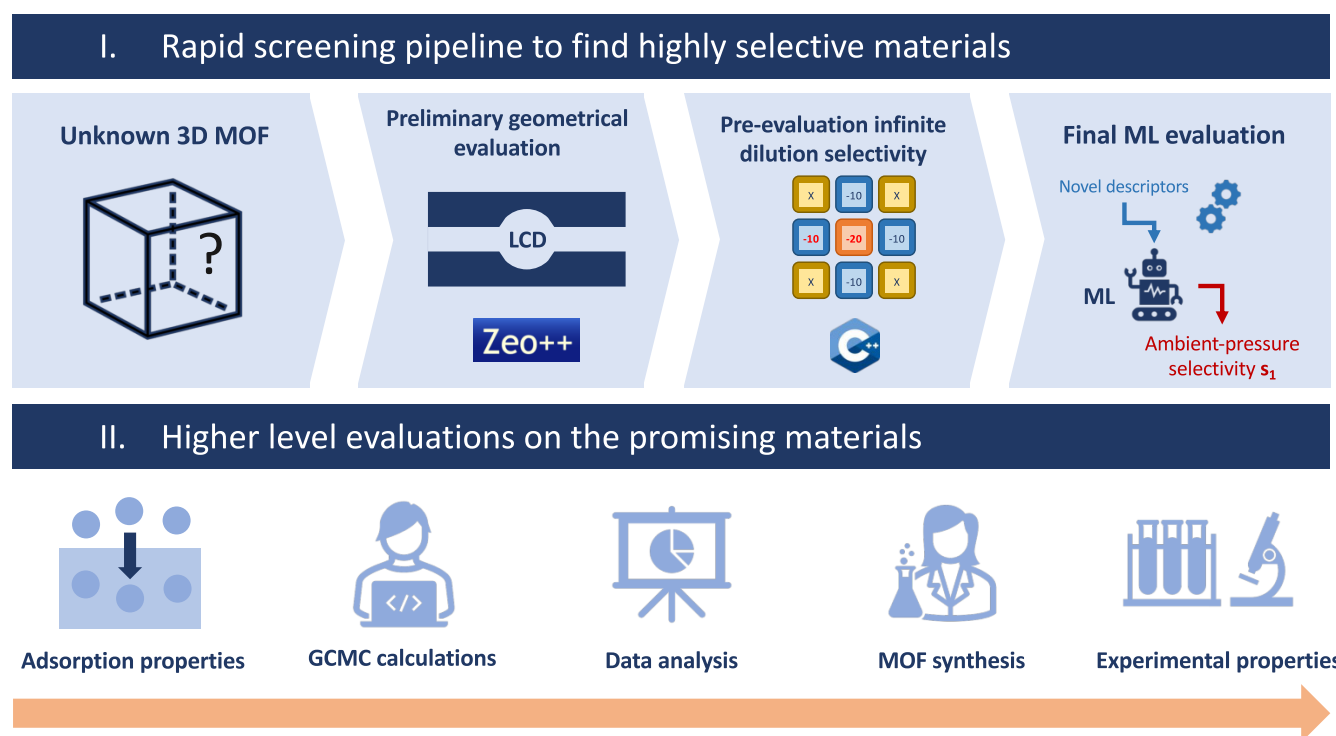 I. Rapid screening pipeline to find highly selective materials
Unknown 3D MOF
?
Preliminary geometrical
evaluation
LCD
Zeo++
Pre-evaluation infinite
dilution selectivity
X -10 X
-10 -20 -10
X -10 X
C++
Final ML evaluation
Novel descriptors
ML
Ambient-pressure
selectivity s₁
II. Higher level evaluations on the promising materials
</>
Adsorption properties
GCMC calculations
Data analysis
MOF synthesis
Experimental properties